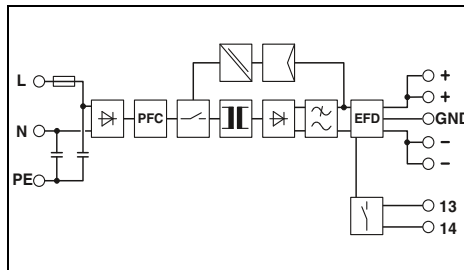 L
N
PE
PFC
EFD
+
+
GND
–
–
13
14